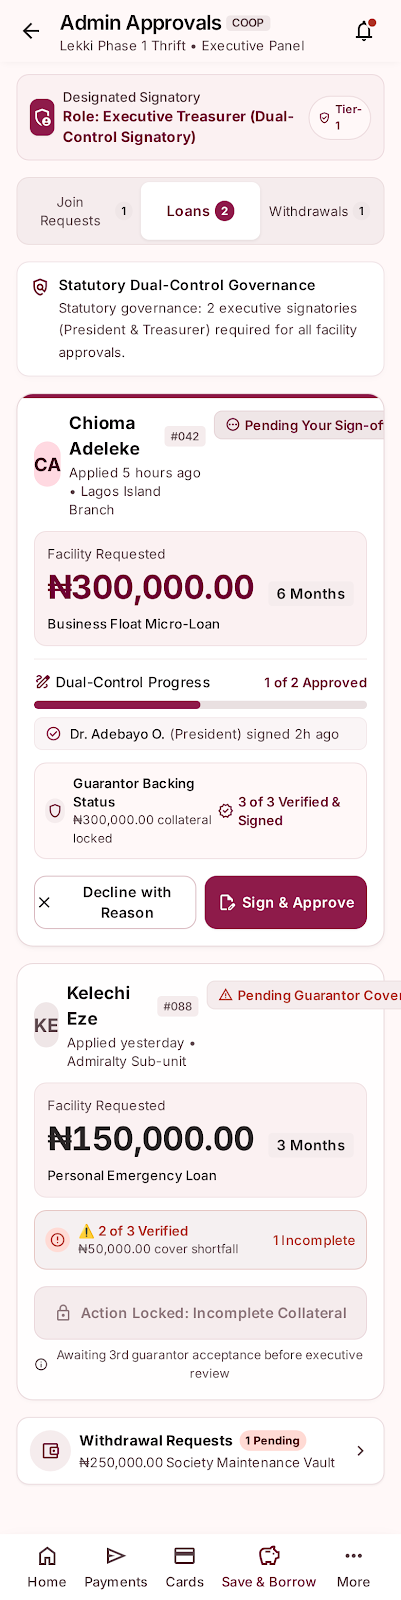 Admin Approvals COOP
Lekki Phase 1 Thrift • Executive Panel
Designated Signatory
Role: Executive Treasurer (Dual-
Control Signatory)
Tier-
1
Join
Requests
1
Loans 2
Withdrawals 1
Statutory Dual-Control Governance
Statutory governance: 2 executive signatories
(President & Treasurer) required for all facility
approvals.
CA
Chioma
Adeleke
#042
Pending Your Sign-of
Applied 5 hours ago
• Lagos Island
Branch
Facility Requested
₦300,000.00
6 Months
Business Float Micro-Loan
Dual-Control Progress
1 of 2 Approved
Dr. Adebayo O. (President) signed 2h ago
Guarantor Backing
Status
₦300,000.00 collateral
locked
3 of 3 Verified &
Signed
Decline with
Reason
Sign & Approve
KE
Kelechi
Eze
#088
Pending Guarantor Cover
Applied yesterday •
Admiralty Sub-unit
Facility Requested
₦150,000.00
3 Months
Personal Emergency Loan
⚠️ 2 of 3 Verified
₦50,000.00 cover shortfall
1 Incomplete
Action Locked: Incomplete Collateral
Awaiting 3rd guarantor acceptance before executive
review
Withdrawal Requests 1 Pending
₦250,000.00 Society Maintenance Vault
Home
Payments
Cards
Save & Borrow
More